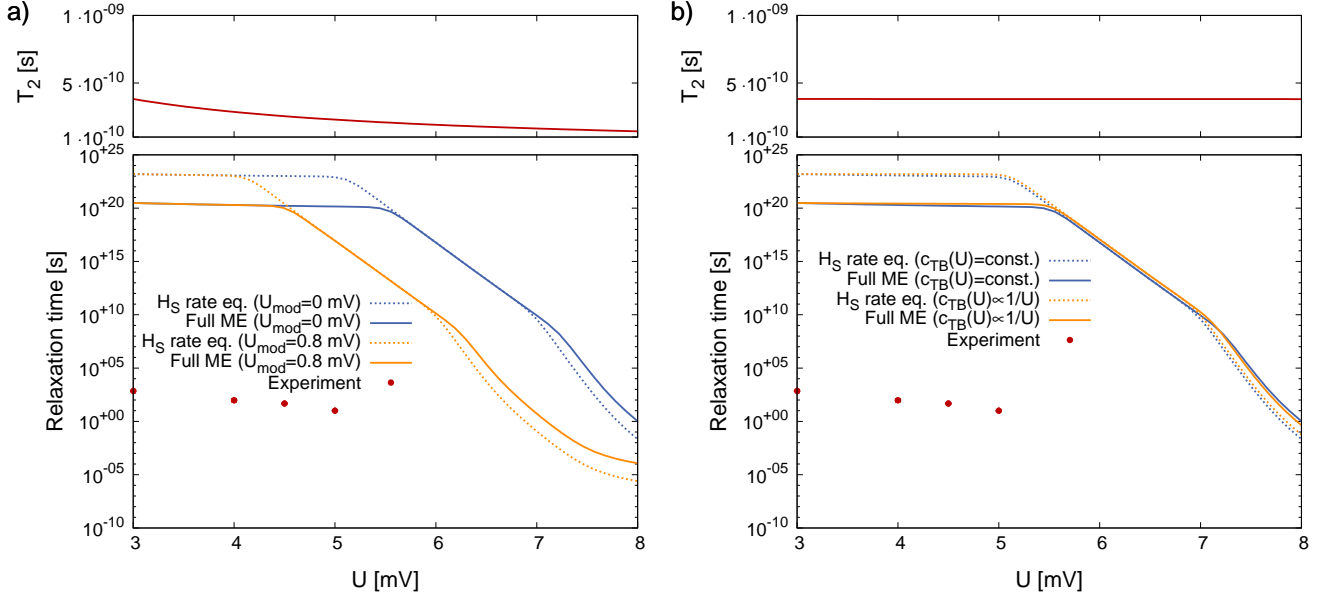 a)
T2 [s]
1·10-09
5·10-10
1·10-10
Relaxation time [s]
10+25
10+20
10+15
10+10
10+05
10+00
10-05
10-10
HS rate eq. (Umod=0 mV)
Full ME (Umod=0 mV)
HS rate eq. (Umod=0.8 mV)
Full ME (Umod=0.8 mV)
Experiment
3 4 5 6 7 8
U [mV]
b)
T2 [s]
1·10-09
5·10-10
1·10-10
Relaxation time [s]
10+25
10+20
10+15
10+10
10+05
10+00
10-05
10-10
HS rate eq. (cTB(U)=const.)
Full ME (cTB(U)=const.)
HS rate eq. (cTB(U)∝1/U)
Full ME (cTB(U)∝1/U)
Experiment
3 4 5 6 7 8
U [mV]